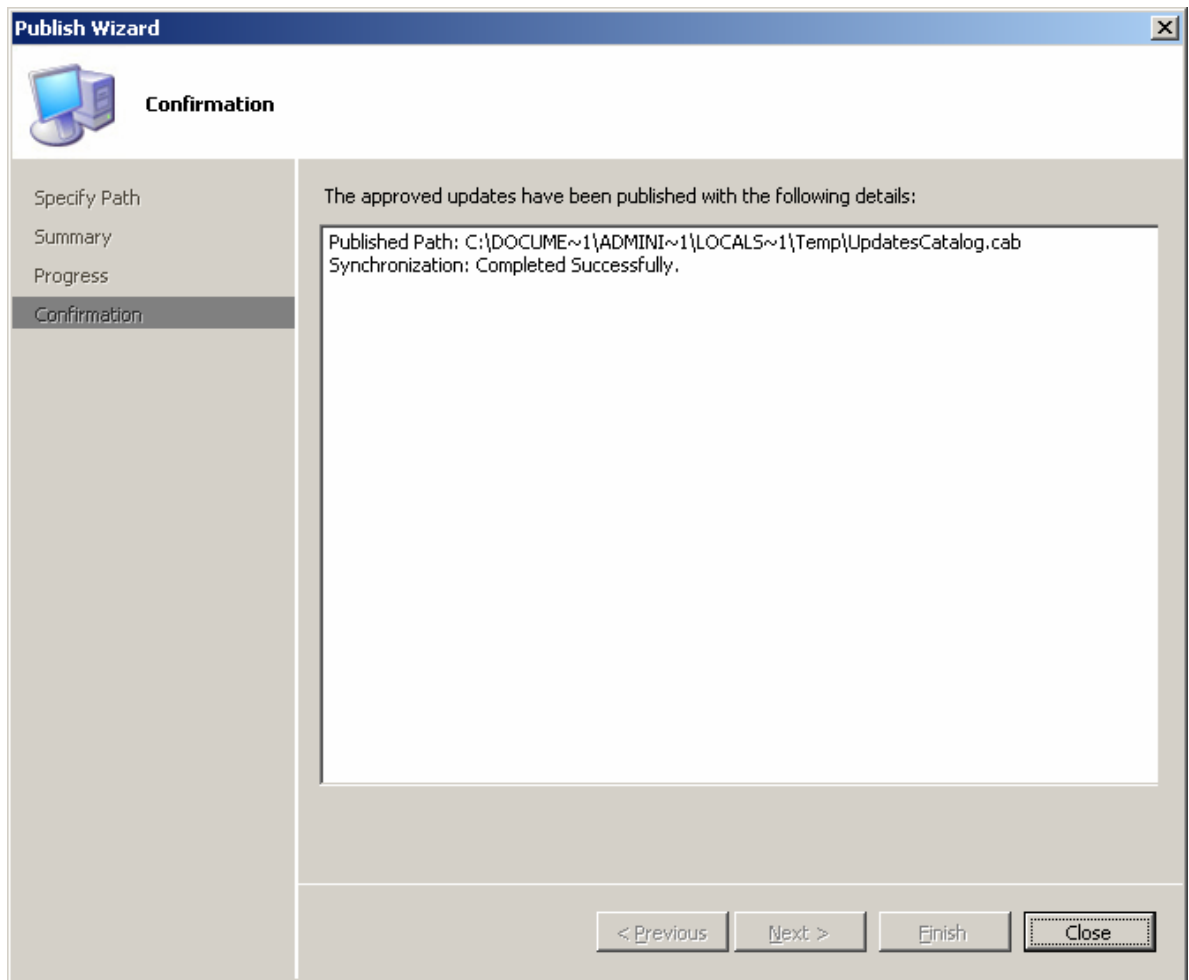 Publish Wizard
Confirmation
Specify Path
Summary
Progress
Confirmation
The approved updates have been published with the following details:
Published Path: C:\DOCUME~1\ADMINI~1\LOCALS~1\Temp\UpdatesCatalog.cab
Synchronization: Completed Successfully.
< Previous Next > Finish Close